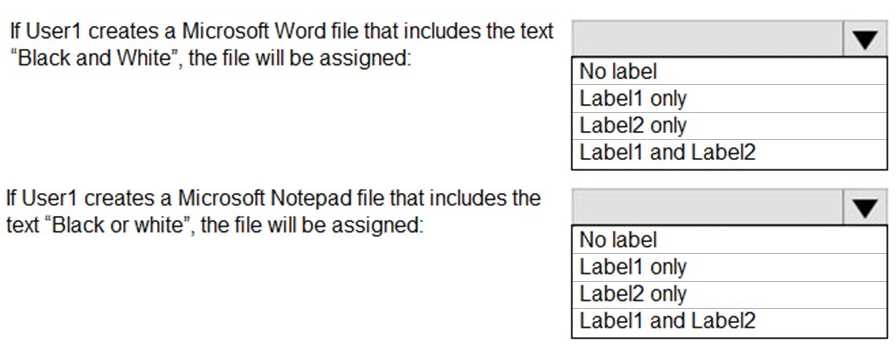 If User1 creates a Microsoft Word file that includes the text
“Black and White”, the file will be assigned:
No label
Label1 only
Label2 only
Label1 and Label2
If User1 creates a Microsoft Notepad file that includes the
text “Black or white”, the file will be assigned:
No label
Label1 only
Label2 only
Label1 and Label2